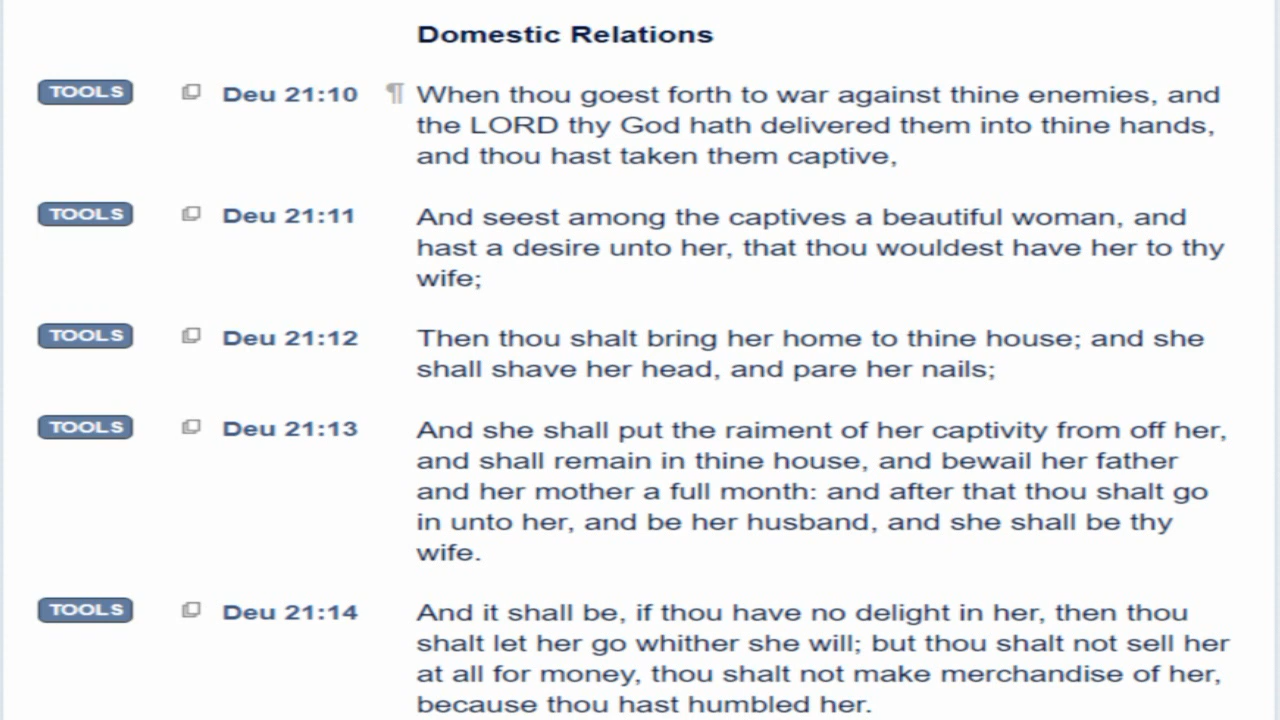 Domestic Relations
TOOLS Deu 21:10 ¶ When thou goest forth to war against thine enemies, and
the LORD thy God hath delivered them into thine hands,
and thou hast taken them captive,
TOOLS Deu 21:11 And seest among the captives a beautiful woman, and
hast a desire unto her, that thou wouldest have her to thy
wife;
TOOLS Deu 21:12 Then thou shalt bring her home to thine house; and she
shall shave her head, and pare her nails;
TOOLS Deu 21:13 And she shall put the raiment of her captivity from off her,
and shall remain in thine house, and bewail her father
and her mother a full month: and after that thou shalt go
in unto her, and be her husband, and she shall be thy
wife.
TOOLS Deu 21:14 And it shall be, if thou have no delight in her, then thou
shalt let her go whither she will; but thou shalt not sell her
at all for money, thou shalt not make merchandise of her,
because thou hast humbled her.